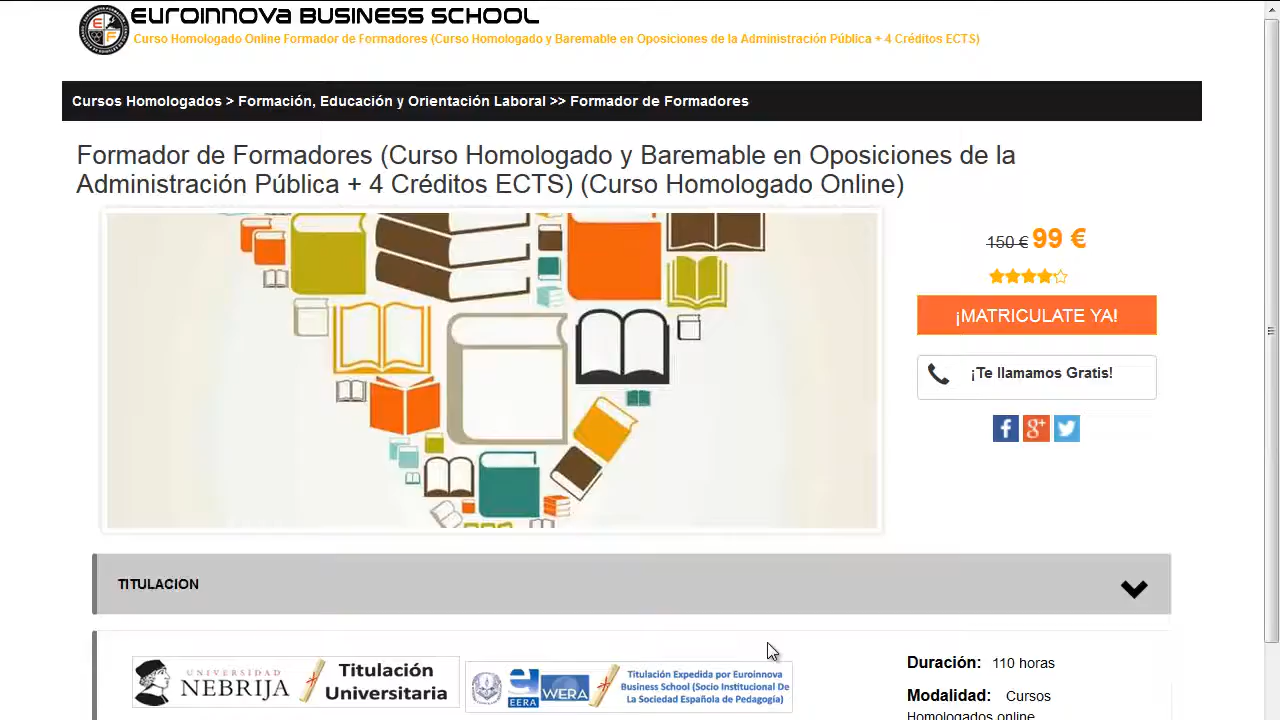 EUROINNOVA BUSINESS SCHOOL
Curso Homologado Online Formador de Formadores (Curso Homologado y Baremable en Oposiciones de la Administración Pública + 4 Créditos ECTS)
Cursos Homologados > Formación, Educación y Orientación Laboral >> Formador de Formadores
Formador de Formadores (Curso Homologado y Baremable en Oposiciones de la
Administración Pública + 4 Créditos ECTS) (Curso Homologado Online)
150 € 99 €
¡MATRICULATE YA!
¡Te llamamos Gratis!
TITULACION
UNIVERSIDAD
NEBRIJA
Titulación
Universitaria
EERA
WERA
Titulación Expedida por Euroinnova
Business School (Socio Institucional De
La Sociedad Española de Pedagogía)
Duración: 110 horas
Modalidad: Cursos
Homologados online